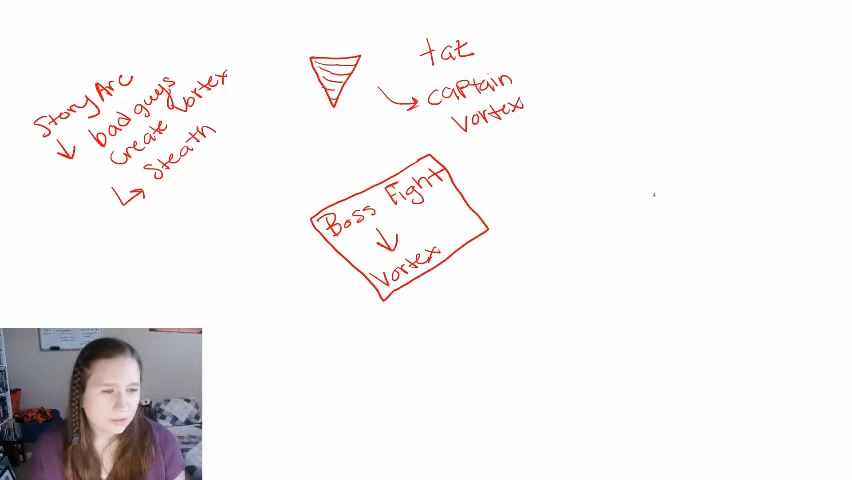 Story Arc
bad guys
create Vortex
Steath
tat
captain
vortex
Boss Fight
Vortex